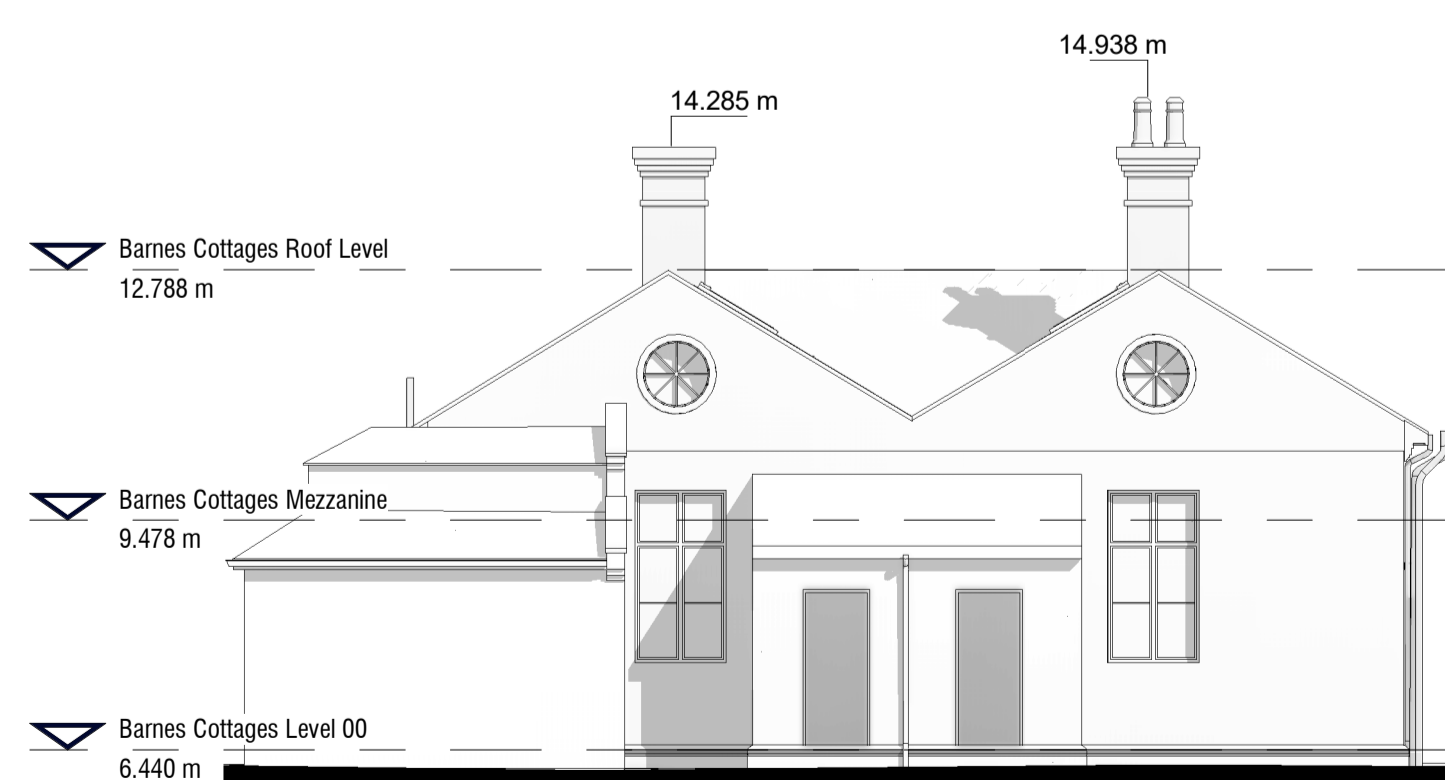 14.938 m
14.285 m
Barnes Cottages Roof Level
12.788 m
Barnes Cottages Mezzanine
9.478 m
Barnes Cottages Level 00
6.440 m